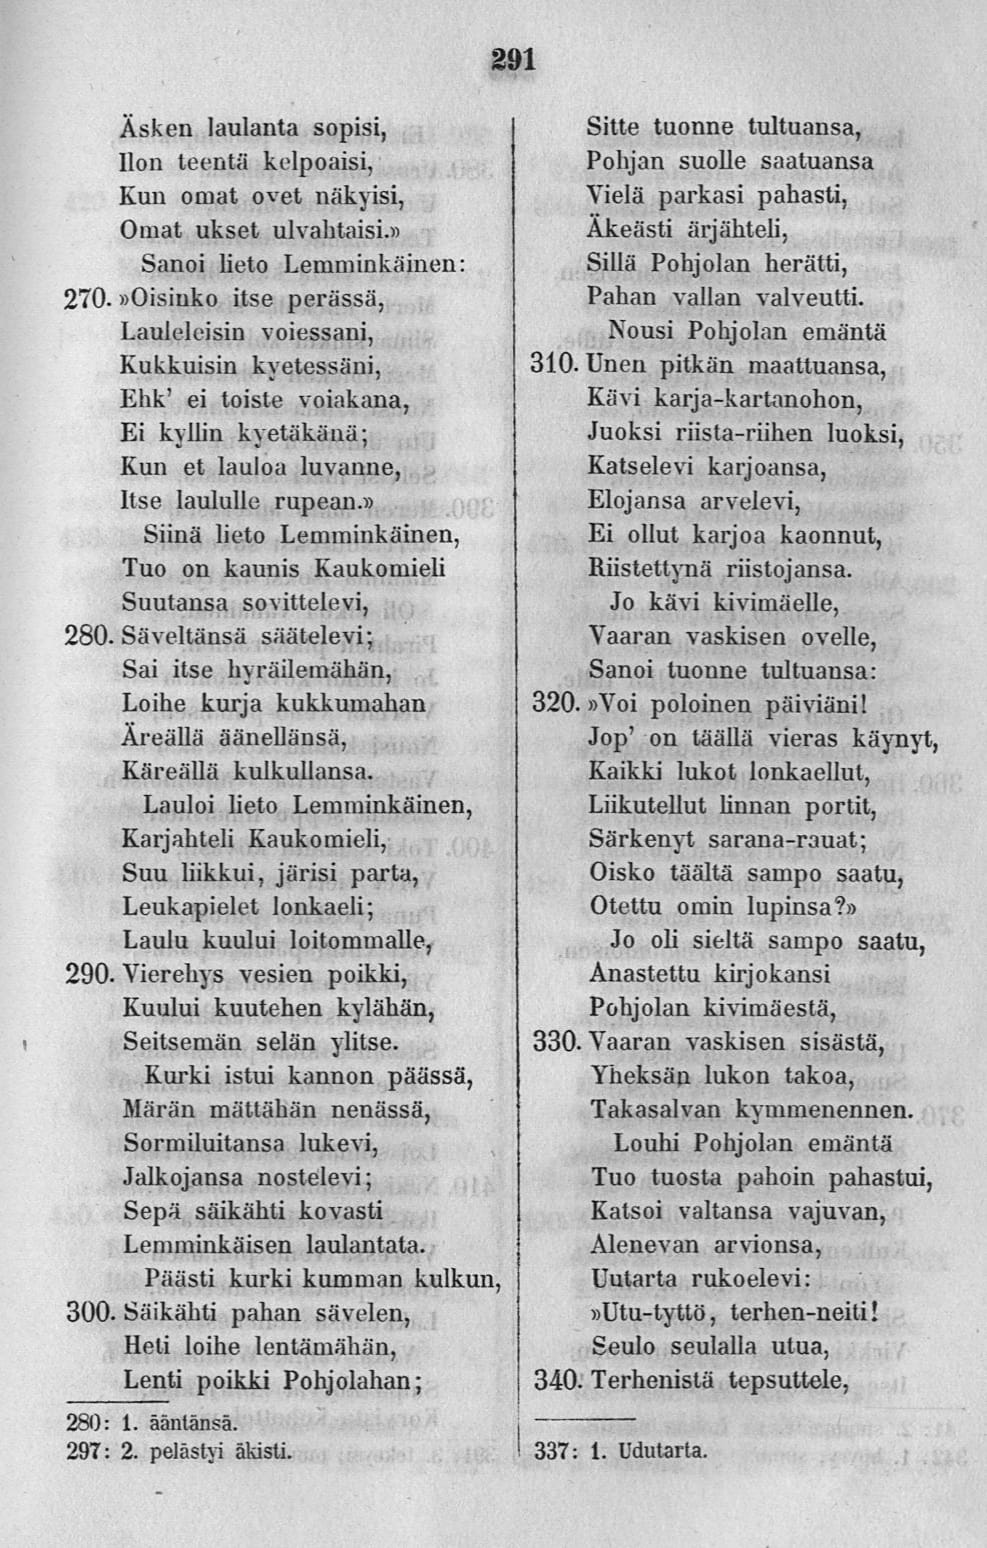 291
Äsken laulanta sopisi,
Ilon teentä kelpoaisi,
Kun omat ovet näkyisi,
Omat ukset ulvahtaisi.»
Sanoi lieto Lemminkäinen:
270. »Oisinko itse perässä,
Lauleleisin voiessani,
Kukkuisin kyetessäni,
Ehk' ei toiste voiakana,
Ei kyllin kyetäkänä;
Kun et lauloa luvanne,
Itse laululle rupean.»
Siinä lieto Lemminkäinen,
Tuo on kaunis Kaukomieli
Suutansa sovittelevi,
280. Säveltänsä säätelevi;
Sai itse hyräilemähän,
Loihe kurja kukkumahan
Äreällä äänellänsä,
Käreällä kulkullansa.
Lauloi lieto Lemminkäinen,
Karjahteli Kaukomieli,
Suu liikkui, järisi parta,
Leukapielet lonkaeli;
Laulu kuului loitommalle,
290. Vierehys vesien poikki,
Kuului kuutehen kylähän,
Seitsemän selän ylitse.
Kurki istui kannon päässä,
Märän mättähän nenässä,
Sormiluitansa lukevi,
Jalkojansa nostelevi;
Sepä säikähti kovasti
Lemminkäisen laulantata.
Päästi kurki kumman kulkun,
300. Säikähti pahan sävelen,
Heti loihe lentämähän,
Lenti poikki Pohjolahan;
280: 1. ääntänsä.
297: 2. pelästyi äkisti.
Sitte tuonne tultuansa,
Pohjan suolle saatuansa
Vielä parkasi pahasti,
Äkeästi ärjähteli,
Sillä Pohjolan herätti,
Pahan vallan valveutti.
Nousi Pohjolan emäntä
310. Unen pitkän maattuansa,
Kävi karja-kartanohon,
Juoksi riista-riihen luoksi,
Katselevi karjoansa,
Elojansa arvelevi,
Ei ollut karjoa kaonnut,
Riistettynä riistojansa.
Jo kävi kivimäelle,
Vaaran vaskisen ovelle,
Sanoi tuonne tultuansa:
320. »Voi poloinen päiviäni!
Jop' on täällä vieras käynyt,
Kaikki lukot lonkaellut,
Liikutellut linnan portit,
Särkenyt sarana-rauat;
Oisko täältä sampo saatu,
Otettu omin lupinsa?»
Jo oli sieltä sampo saatu,
Anastettu kirjokansi
Pohjolan kivimäestä,
330. Vaaran vaskisen sisästä,
Yheksän lukon takoa,
Takasalvan kymmenennen.
Louhi Pohjolan emäntä
Tuo tuosta pahoin pahastui,
Katsoi valtansa vajuvan,
Alenevan arvionsa,
Uutarta rukoelevi:
»Utu-tyttö, terhen-neiti!
Seulo seulalla utua,
340. Terhenistä tepsuttele,
337: 1. Udutarta.